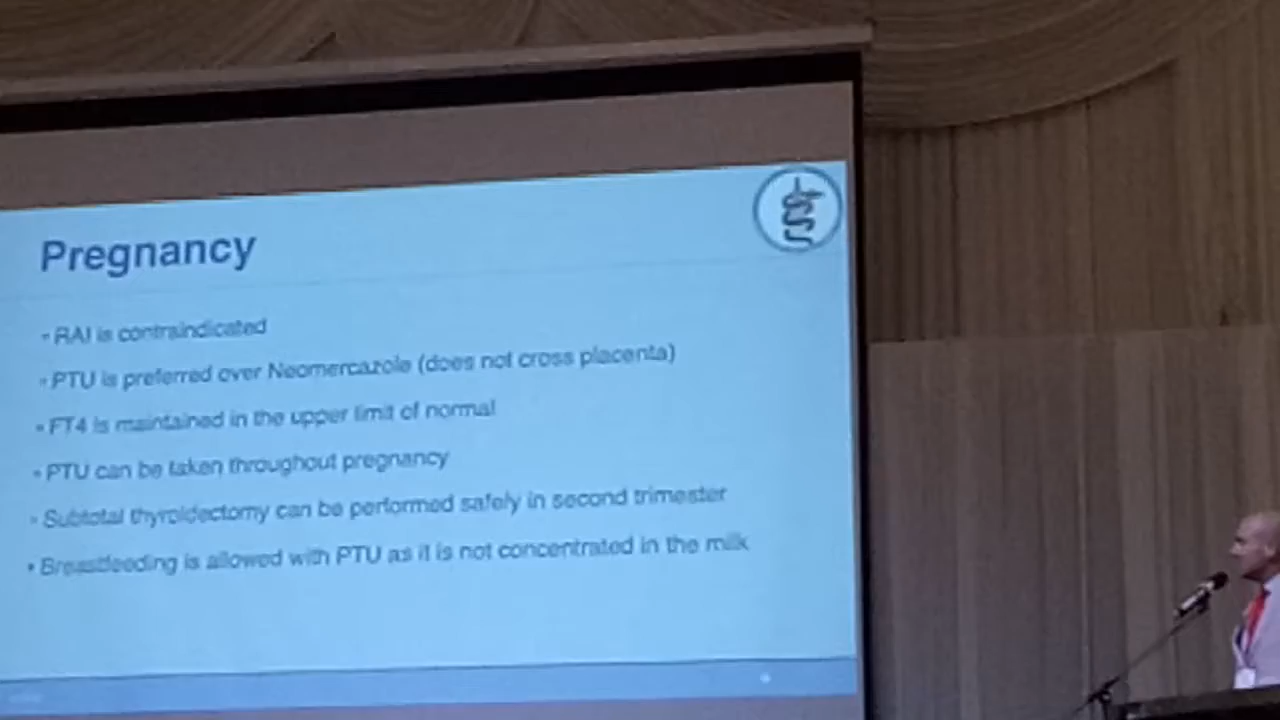 Pregnancy
• RAI is contraindicated
• PTU is preferred over Neomercazole (does not cross placenta)
• FT4 is maintained in the upper limit of normal
• PTU can be taken throughout pregnancy
• Subtotal thyroidectomy can be performed safely in second trimester
• Breastfeeding is allowed with PTU as it is not concentrated in the milk